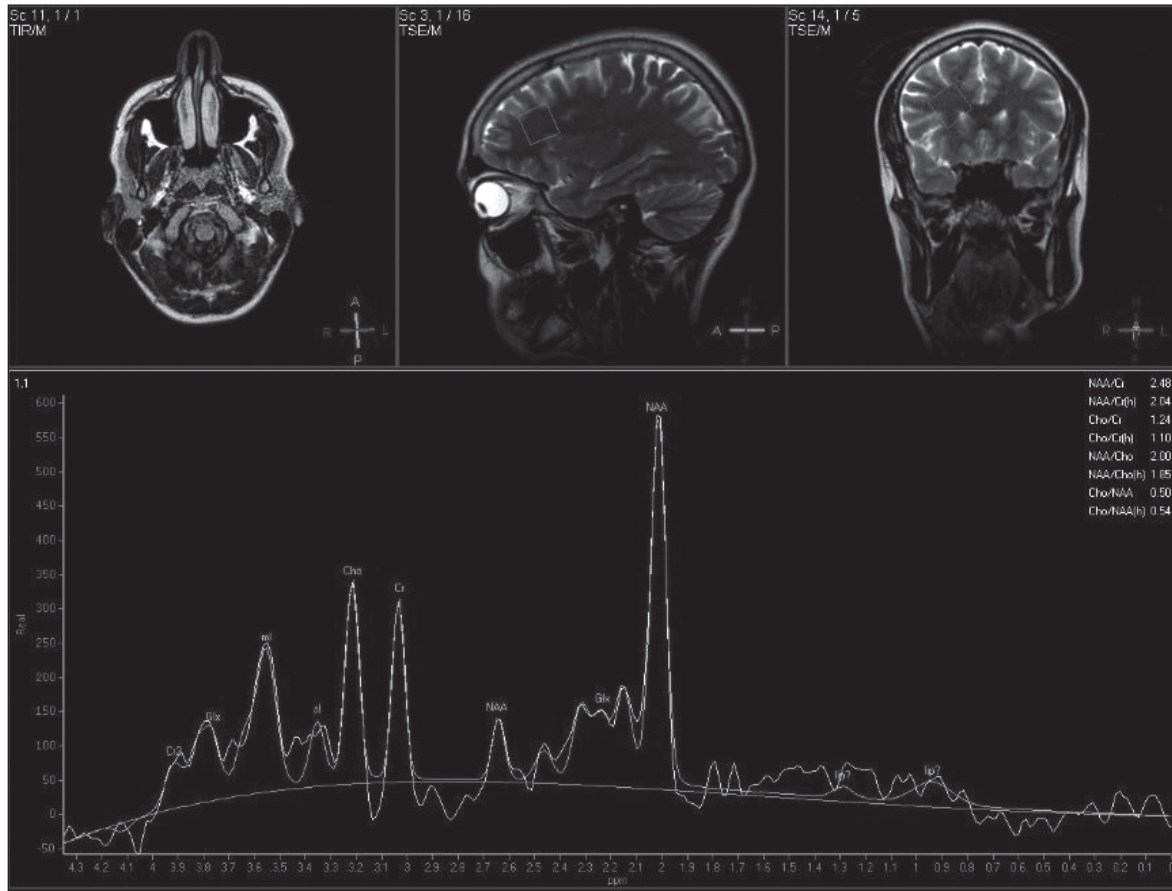 Sc 11, 1 / 1
TIR/M
A
R L
P
Sc 3, 1 / 16
TSE/M
H
A P
F
Sc 14, 1 / 5
TSE/M
H
R A L
1,1
NAA/Cr 2.48
NAA/Cr(h) 2.04
Cho/Cr 1.24
Cho/Cr(h) 1.10
NAA/Cho 2.00
NAA/Cho(h) 1.85
Cho/NAA 0.50
Cho/NAA(h) 0.54
600
550
500
450
400
350
300
250
200
150
100
50
0
-50
Real
Cr2
Glx
mI
sI
Cho
Cr
NAA
Glx
NAA
lip?
lip?
4.3 4.2 4.1 4 3.9 3.8 3.7 3.6 3.5 3.4 3.3 3.2 3.1 3 2.9 2.8 2.7 2.6 2.5 2.4 2.3 2.2 2.1 2 1.9 1.8 1.7 1.6 1.5 1.4 1.3 1.2 1.1 1 0.9 0.8 0.7 0.6 0.5 0.4 0.3 0.2 0.1
ppm